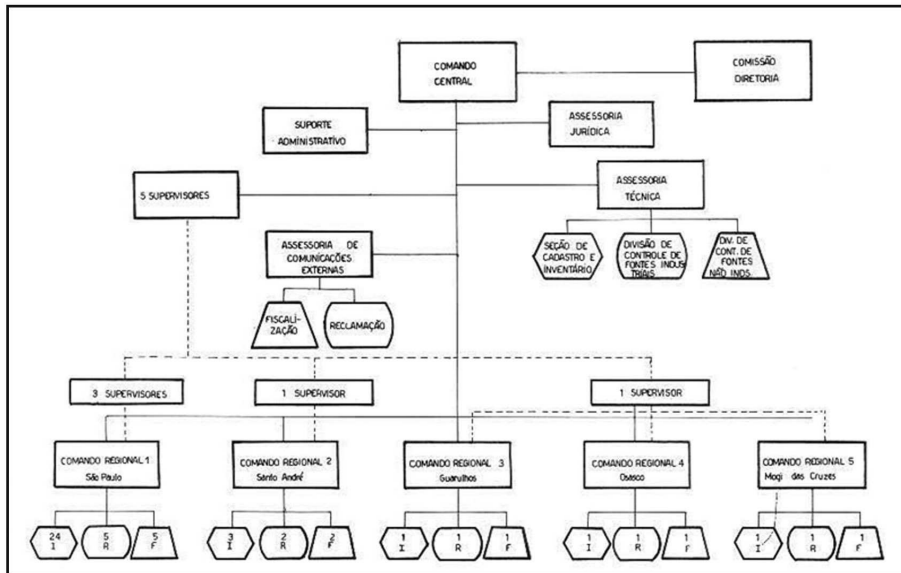 COMANDO
CENTRAL
COMISSÃO
DIRETORIA
SUPORTE
ADMINISTRATIVO
ASSESSORIA
JURÍDICA
5 SUPERVISORES
ASSESSORIA
TÉCNICA
ASSESSORIA DE
COMUNICAÇÕES
EXTERNAS
SEÇÃO DE
CADASTRO E
INVENTÁRIO
DIVISÃO DE
CONTROLE DE
FONTES INDUS
TRIAIS
DIV. DE
CONT. DE
FONTES
NÃO INDS.
FISCALI-
ZAÇÃO
RECLAMAÇÃO
3 SUPERVISORES
1 SUPERVISOR
1 SUPERVISOR
COMANDO REGIONAL 1
São Paulo
COMANDO REGIONAL 2
Santo André
COMANDO REGIONAL 3
Guarulhos
COMANDO REGIONAL 4
Osasco
COMANDO REGIONAL 5
Mogi das Cruzes
24
I
5
R
5
F
3
I
2
R
2
F
1
I
1
R
1
F
1
I
1
R
1
F
1
I
1
R
1
F